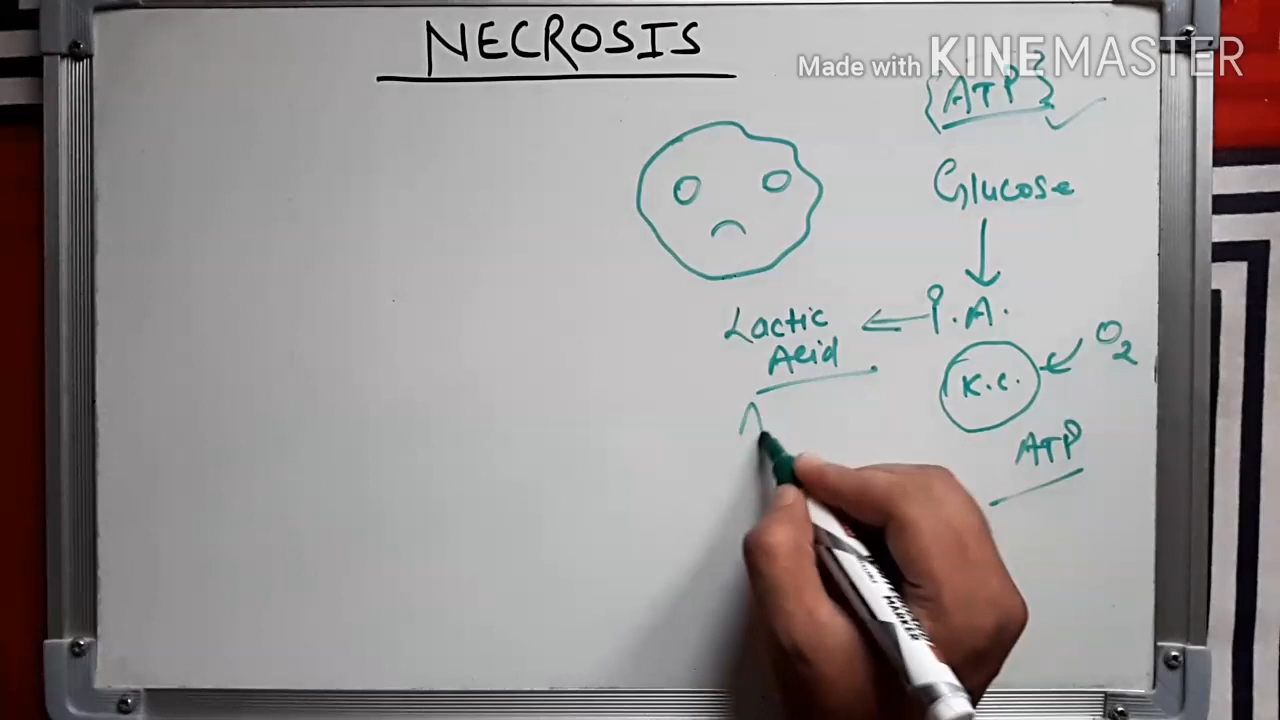 NECROSIS
Made with KINEMASTER
{ATP}
Glucose
Lactic
Acid
P.A.
O2
K.C.
ATP